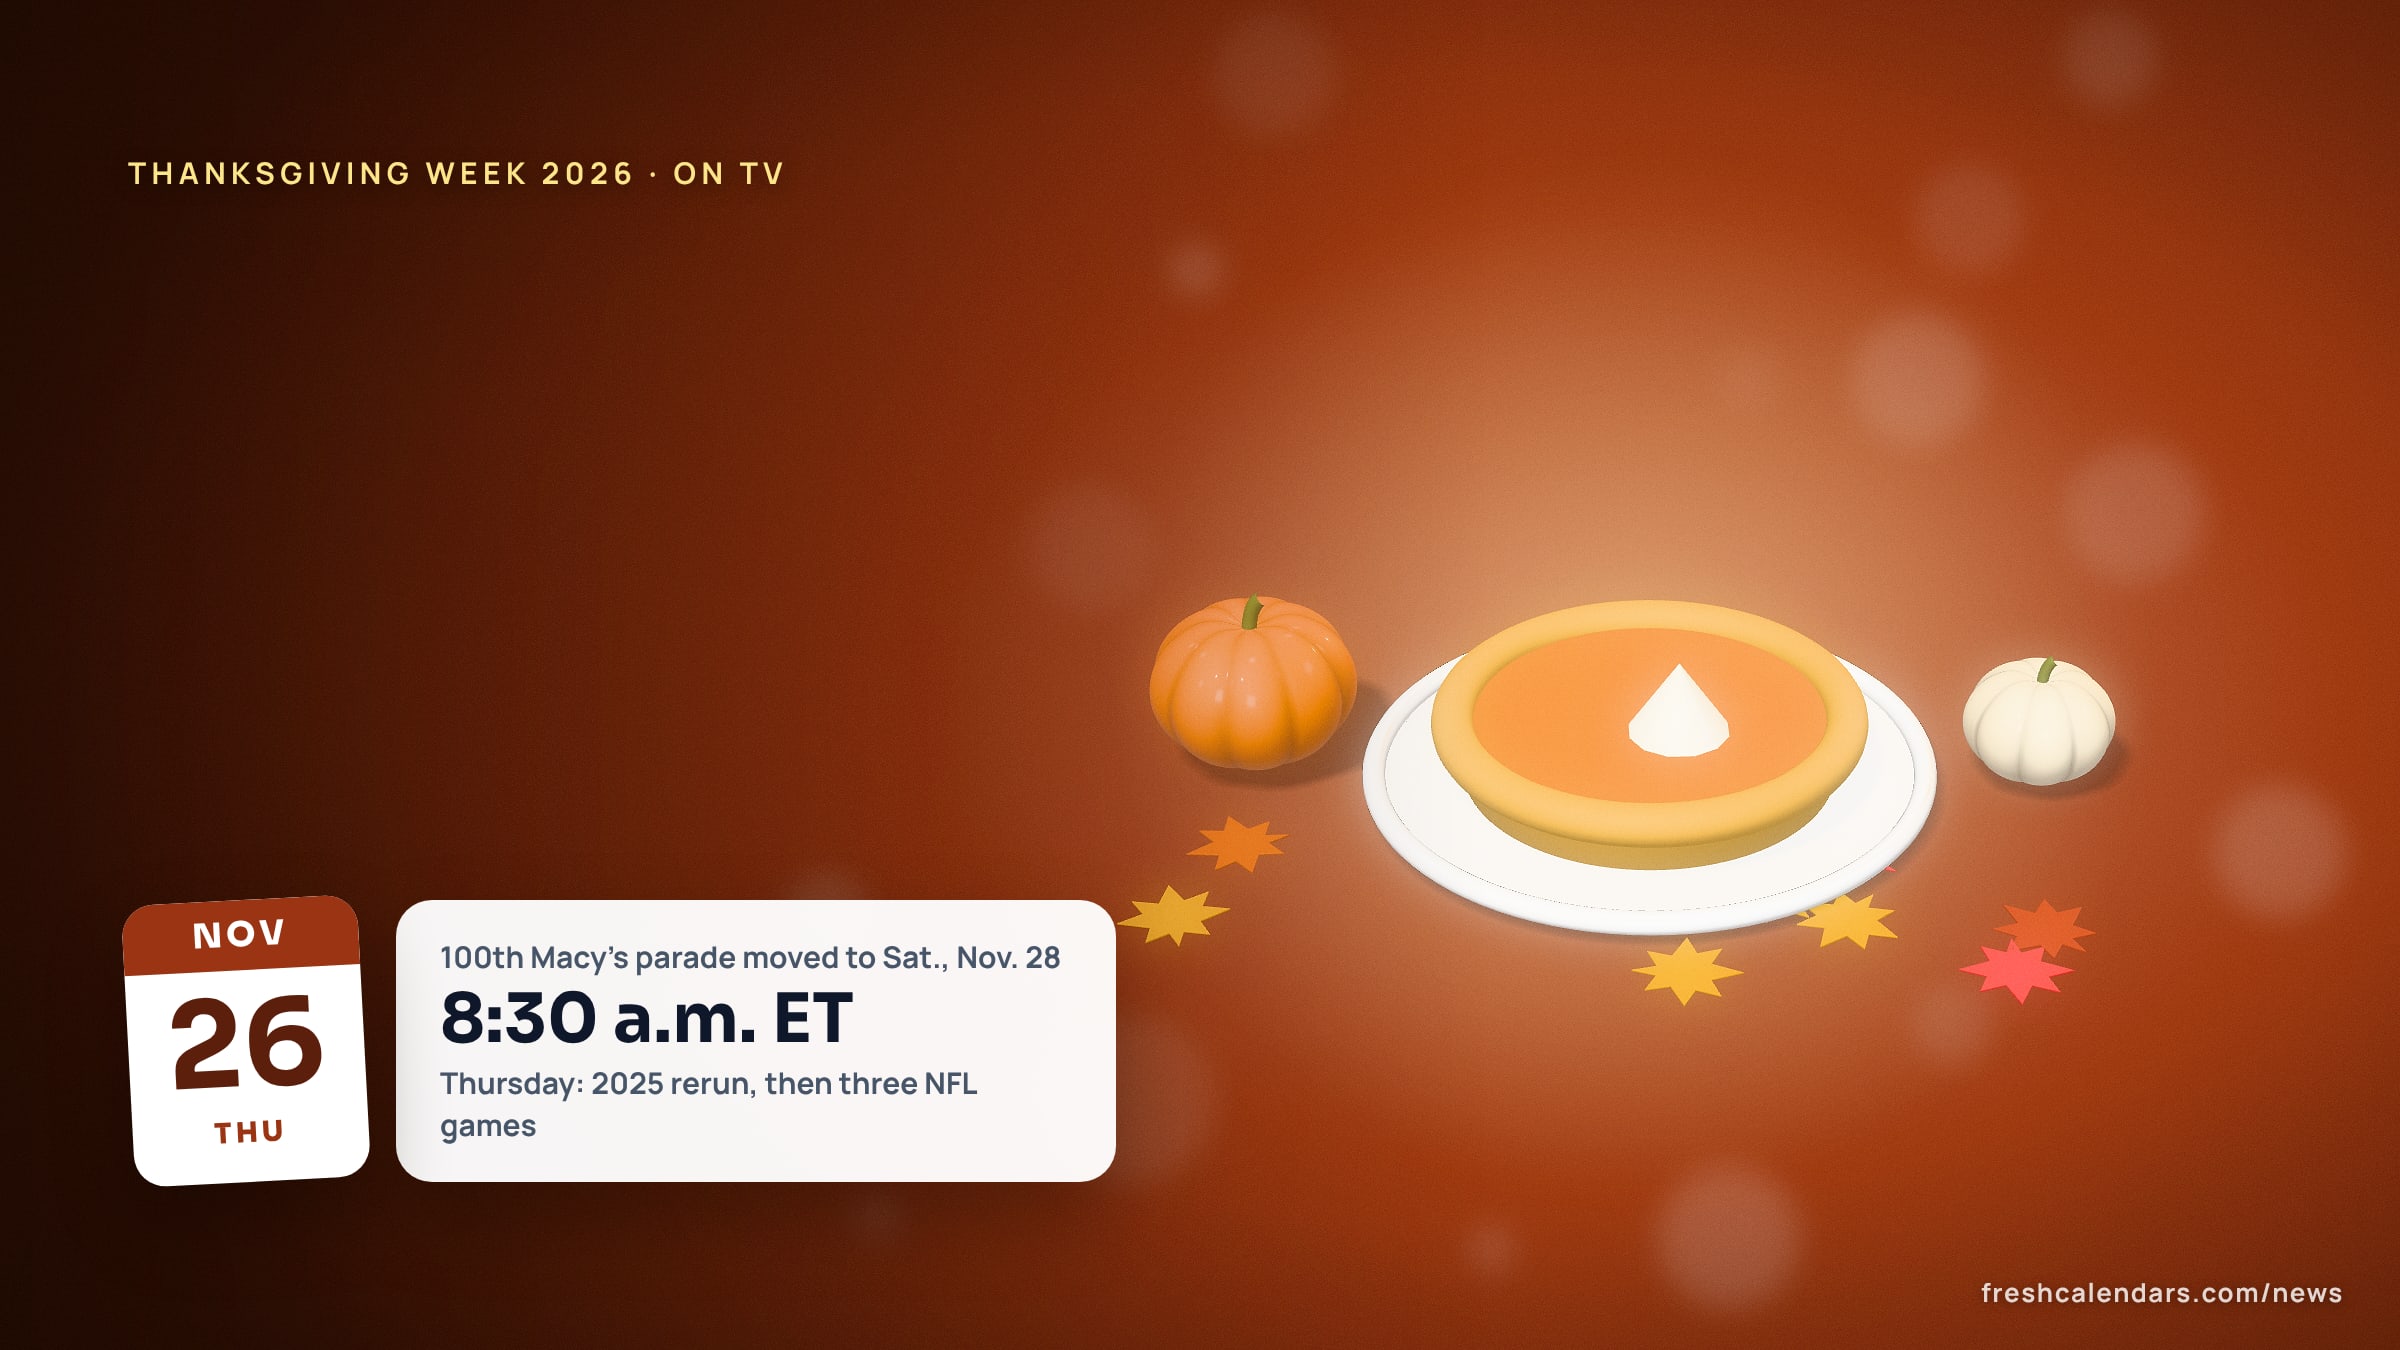 THANKSGIVING WEEK 2026 · ON TV
NOV
26
THU
100th Macy’s parade moved to Sat., Nov. 28
8:30 a.m. ET
Thursday: 2025 rerun, then three NFL
games
freshcalendars.com/news